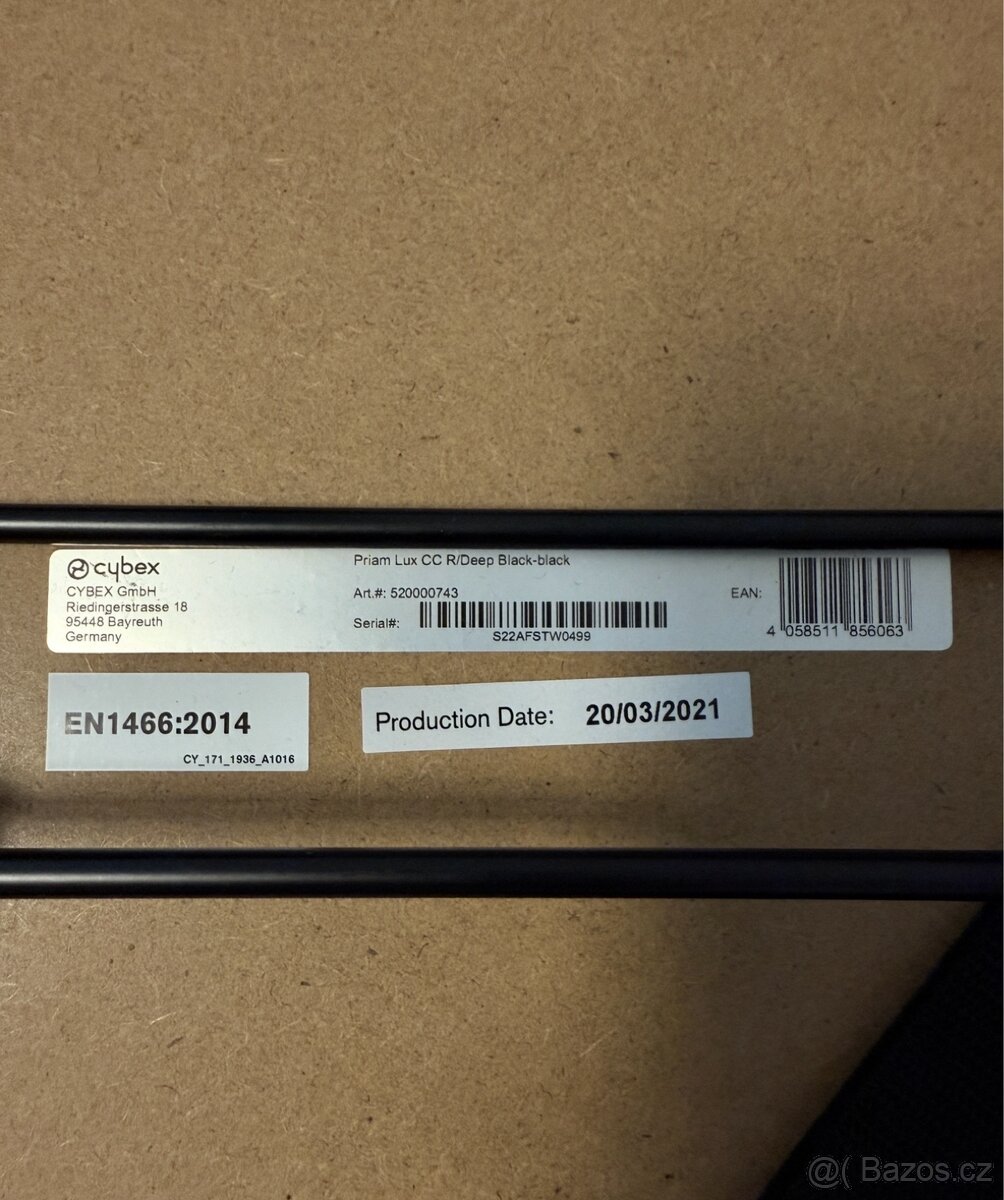 cybex
CYBEX GmbH
Riedingerstrasse 18
95448 Bayreuth
Germany
Priam Lux CC R/Deep Black-black
Art.#: 520000743
Serial#:
S22AFSTW0499
EAN:
4 058511 856063
EN1466:2014
CY_171_1936_A1016
Production Date: 20/03/2021
@( Bazos.cz